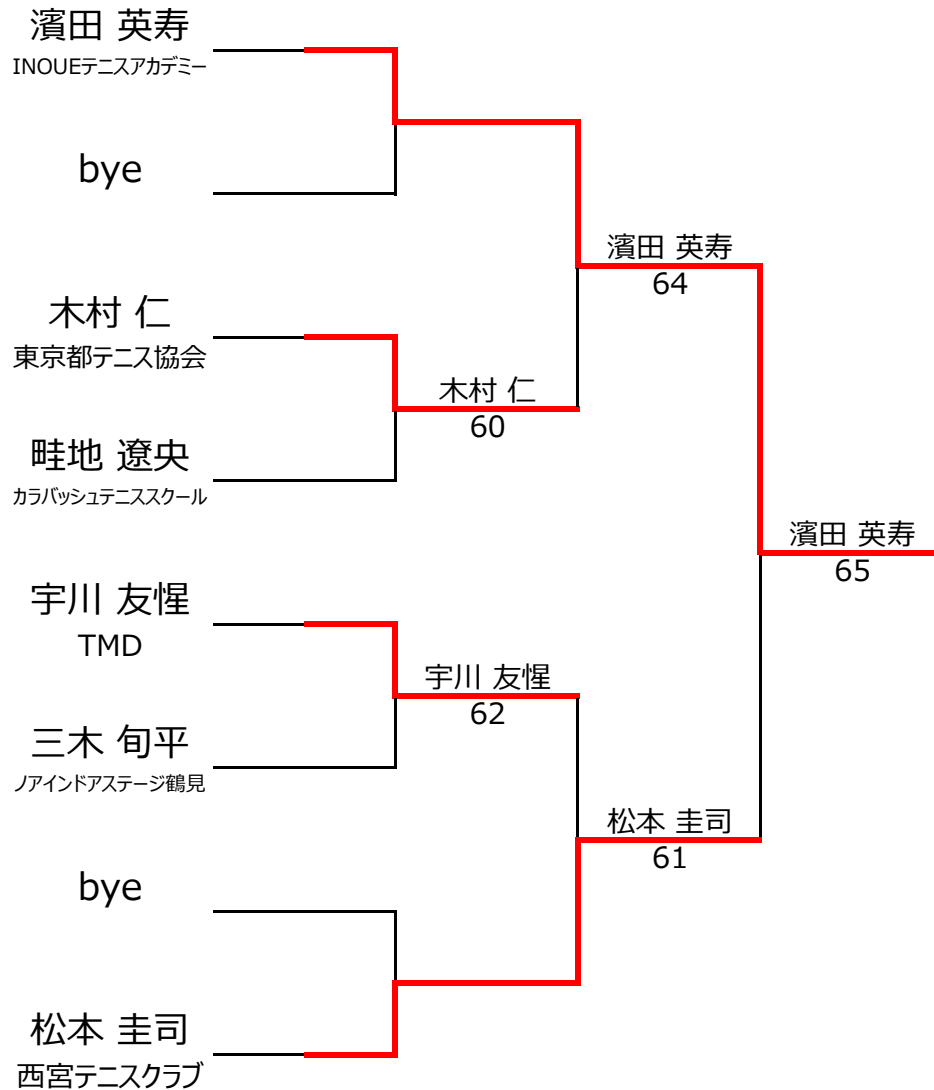 濱田 英寿
INOUEテニスアカデミー
bye
濱田 英寿
64
木村 仁
東京都テニス協会
木村 仁
60
畦地 遼央
カラバッシュテニススクール
濱田 英寿
65
宇川 友惺
TMD
宇川 友惺
62
三木 旬平
ノアインドアステージ鶴見
松本 圭司
61
bye
松本 圭司
西宮テニスクラブ